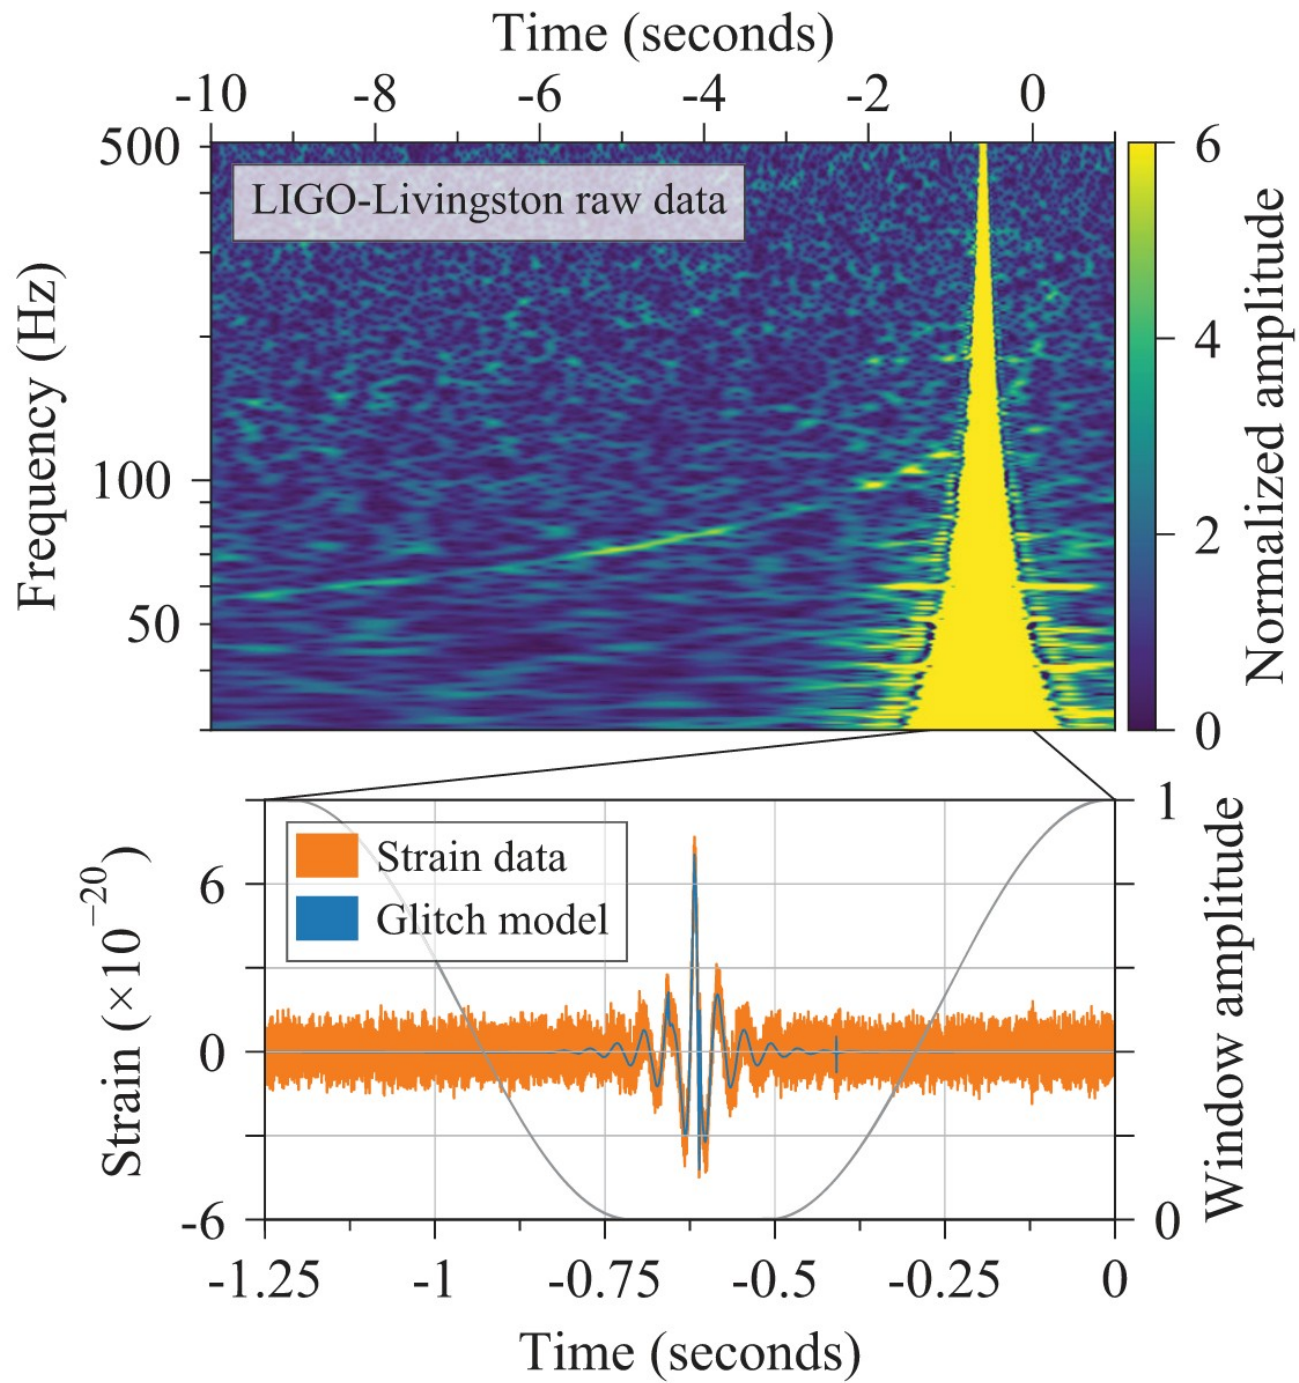 Time (seconds)
-10 -8 -6 -4 -2 0
500
100
50
Frequency (Hz)
LIGO-Livingston raw data
6
4
2
0
Normalized amplitude
Strain data
Glitch model
6
0
-6
Strain (×10⁻²⁰)
1
0
Window amplitude
-1.25 -1 -0.75 -0.5 -0.25 0
Time (seconds)